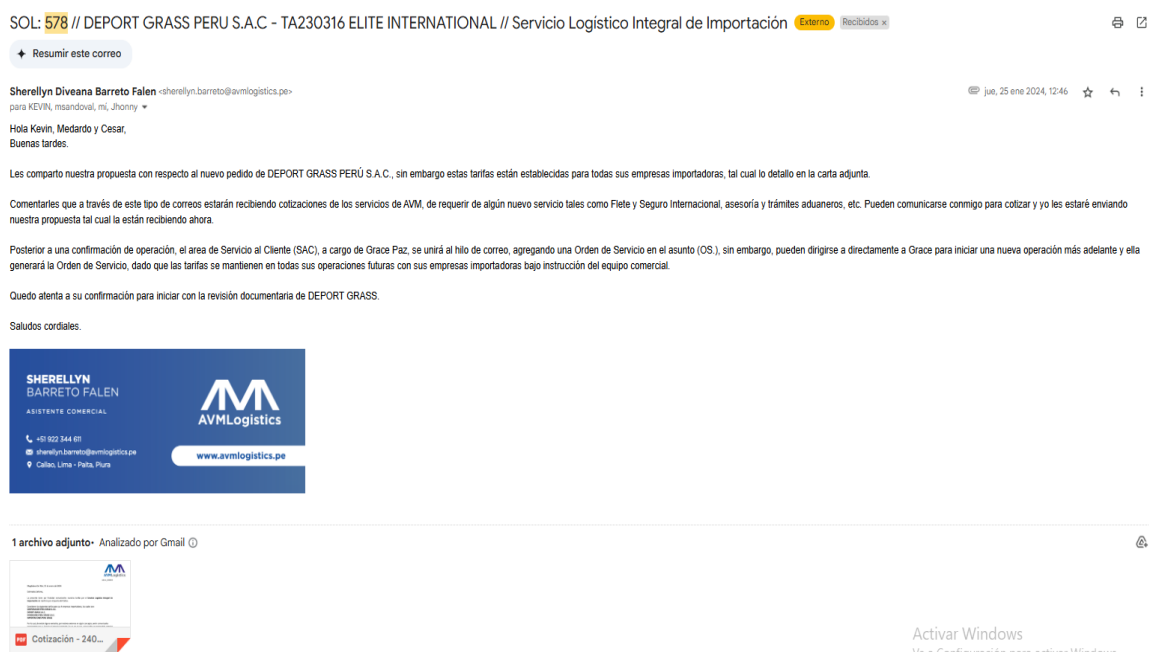 SOL: 578 // DEPORT GRASS PERU S.A.C - TA230316 ELITE INTERNATIONAL // Servicio Logístico Integral de Importación Externo Recibidos x
Resumir este correo
Sherellyn Diveana Barreto Falen <sherellyn.barreto@avmlogistics.pe> jue, 25 ene 2024, 12:46
para KEVIN, msandoval, mí, Jhonny
Hola Kevin, Medardo y Cesar,
Buenas tardes.
Les comparto nuestra propuesta con respecto al nuevo pedido de DEPORT GRASS PERÚ S.A.C., sin embargo estas tarifas están establecidas para todas sus empresas importadoras, tal cual lo detallo en la carta adjunta.
Comentarles que a través de este tipo de correos estarán recibiendo cotizaciones de los servicios de AVM, de requerir de algún nuevo servicio tales como Flete y Seguro Internacional, asesoría y trámites aduaneros, etc. Pueden comunicarse conmigo para cotizar y yo les estaré enviando
nuestra propuesta tal cual la están recibiendo ahora.
Posterior a una confirmación de operación, el area de Servicio al Cliente (SAC), a cargo de Grace Paz, se unirá al hilo de correo, agregando una Orden de Servicio en el asunto (OS.), sin embargo, pueden dirigirse a directamente a Grace para iniciar una nueva operación más adelante y ella
generará la Orden de Servicio, dado que las tarifas se mantienen en todas sus operaciones futuras con sus empresas importadoras bajo instrucción del equipo comercial.
Quedo atenta a su confirmación para iniciar con la revisión documentaria de DEPORT GRASS.
Saludos cordiales.
SHERELLYN
BARRETO FALEN
ASISTENTE COMERCIAL
+51 922 344 611
sherellyn.barreto@avmlogistics.pe
Callao, Lima - Paita, Piura
AVMLogistics
www.avmlogistics.pe
1 archivo adjunto • Analizado por Gmail
PDF Cotización - 240...
Activar Windows